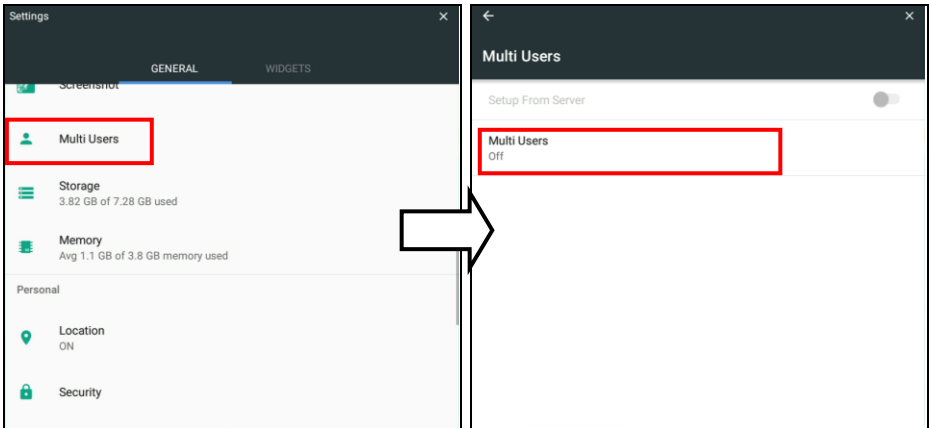 Settings
GENERAL WIDGETS
Screenshot
Multi Users
Storage
3.82 GB of 7.28 GB used
Memory
Avg 1.1 GB of 3.8 GB memory used
Personal
Location
ON
Security
Multi Users
Setup From Server
Multi Users
Off